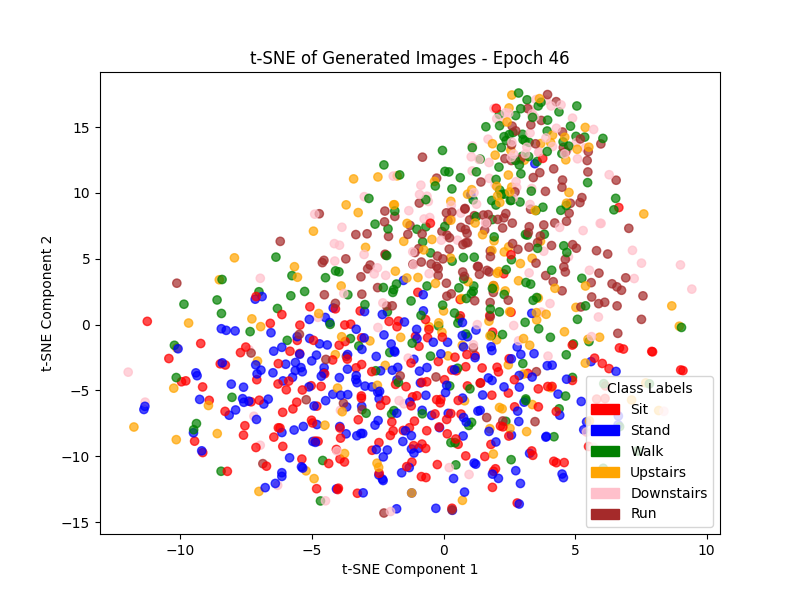 t-SNE of Generated Images - Epoch 46
t-SNE Component 2
15
10
5
0
−5
−10
−15
Class Labels
Sit
Stand
Walk
Upstairs
Downstairs
Run
−10
−5
0
5
10
t-SNE Component 1